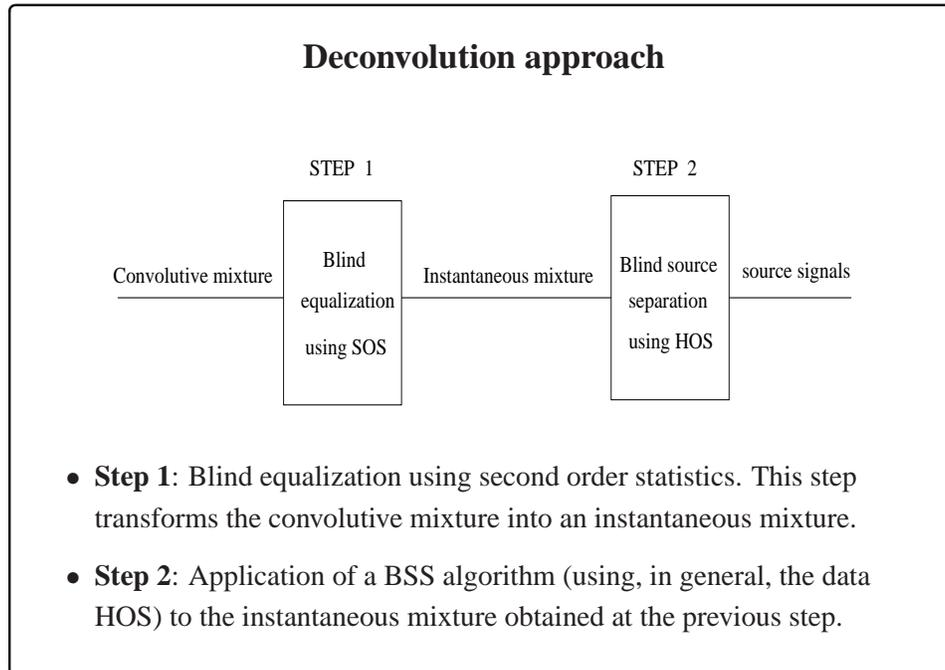 Deconvolution approach
STEP 1
STEP 2
Convolutive mixture
Blind
equalization
using SOS
Instantaneous mixture
Blind source
separation
using HOS
source signals
• Step 1: Blind equalization using second order statistics. This step
transforms the convolutive mixture into an instantaneous mixture.
• Step 2: Application of a BSS algorithm (using, in general, the data
HOS) to the instantaneous mixture obtained at the previous step.